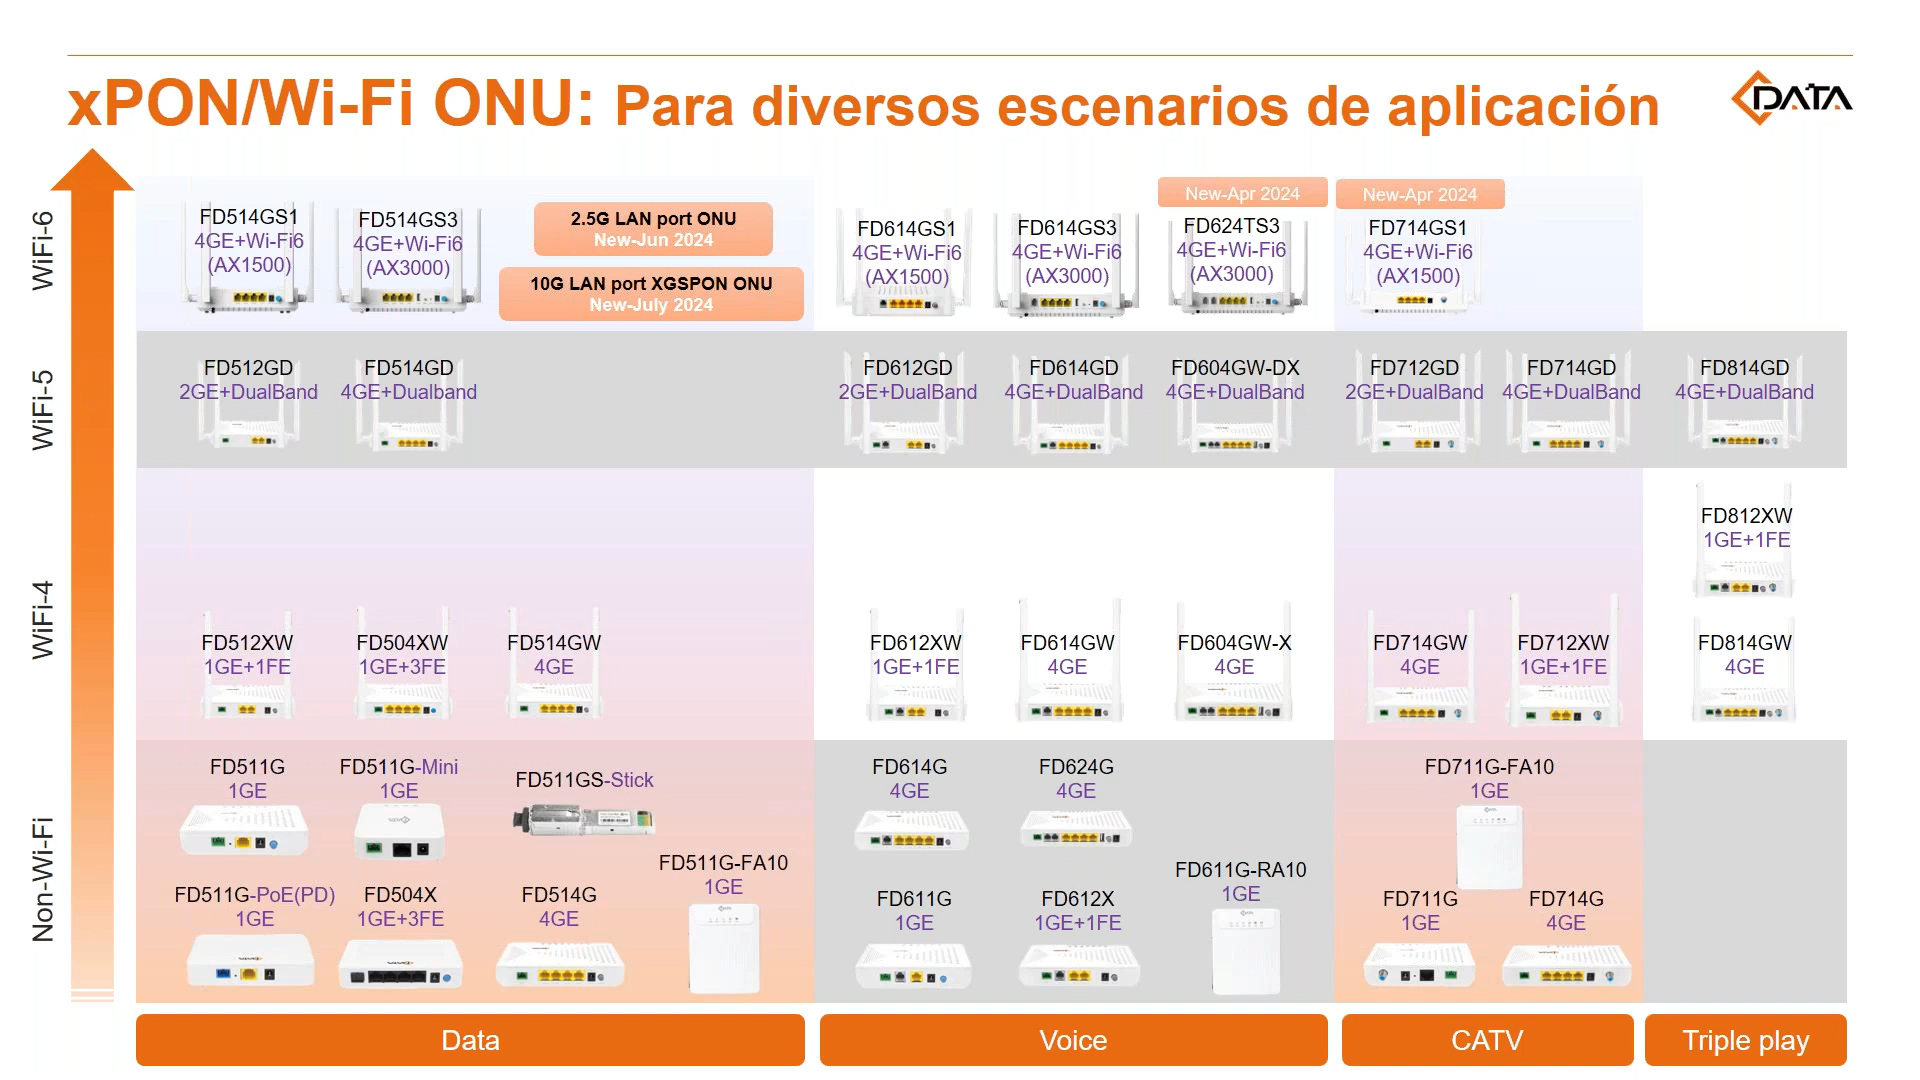 xPON/Wi-Fi ONU: Para diversos escenarios de aplicación
DATA
WiFi-6
FD514GS1
4GE+Wi-Fi6
(AX1500)
FD514GS3
4GE+Wi-Fi6
(AX3000)
2.5G LAN port ONU
New-Jun 2024
10G LAN port XGSPON ONU
New-July 2024
FD614GS1
4GE+Wi-Fi6
(AX1500)
FD614GS3
4GE+Wi-Fi6
(AX3000)
New-Apr 2024
FD624TS3
4GE+Wi-Fi6
(AX3000)
New-Apr 2024
FD714GS1
4GE+Wi-Fi6
(AX1500)
WiFi-5
FD512GD
2GE+DualBand
FD514GD
4GE+Dualband
FD612GD
2GE+DualBand
FD614GD
4GE+DualBand
FD604GW-DX
4GE+DualBand
FD712GD
2GE+DualBand
FD714GD
4GE+DualBand
FD814GD
4GE+DualBand
WiFi-4
FD512XW
1GE+1FE
FD504XW
1GE+3FE
FD514GW
4GE
FD612XW
1GE+1FE
FD614GW
4GE
FD604GW-X
4GE
FD714GW
4GE
FD712XW
1GE+1FE
FD812XW
1GE+1FE
FD814GW
4GE
Non-Wi-Fi
FD511G
1GE
FD511G-Mini
1GE
FD511GS-Stick
FD511G-PoE(PD)
1GE
FD504X
1GE+3FE
FD514G
4GE
FD511G-FA10
1GE
FD614G
4GE
FD624G
4GE
FD611G
1GE
FD612X
1GE+1FE
FD611G-RA10
1GE
FD711G-FA10
1GE
FD711G
1GE
FD714G
4GE
Data
Voice
CATV
Triple play